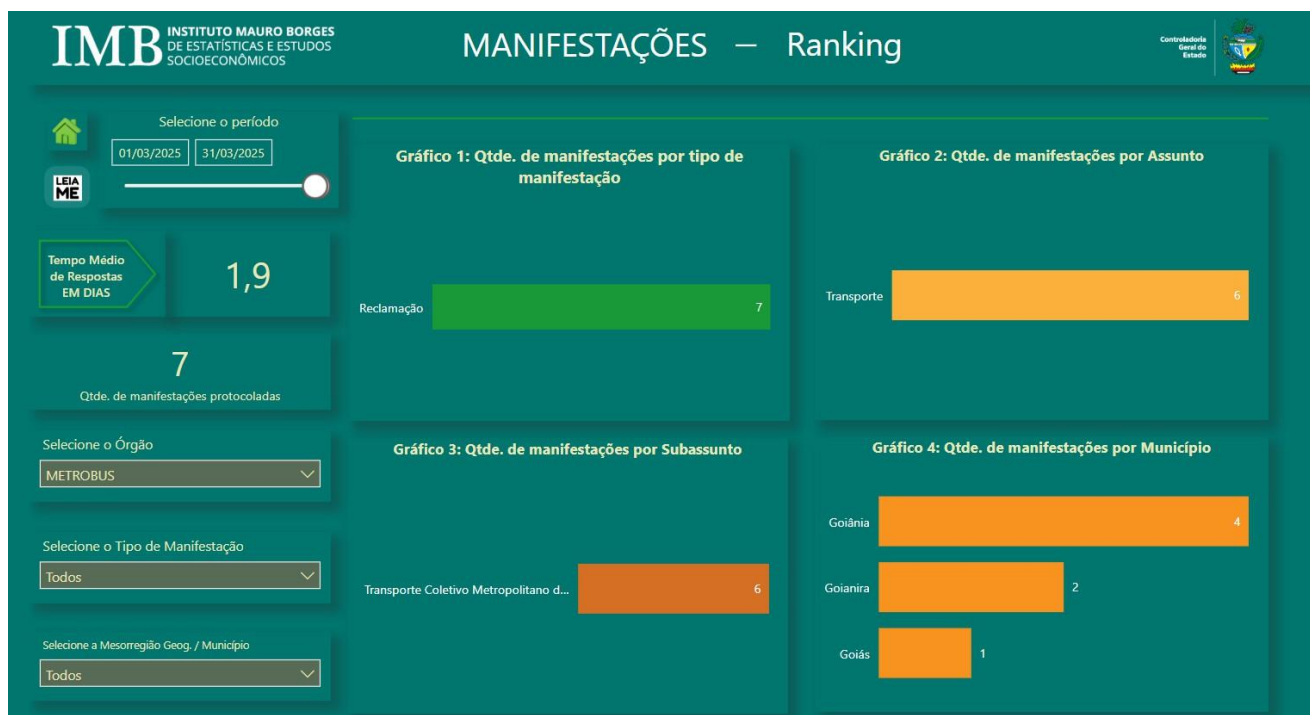 IMB
INSTITUTO MAURO BORGES
DE ESTATÍSTICAS E ESTUDOS
SOCIOECONÔMICOS
MANIFESTAÇÕES – Ranking
Controladoria
Geral do
Estado
Selecione o período
01/03/2025 31/03/2025
LEIA
ME
Tempo Médio
de Respostas
EM DIAS
1,9
7
Qtde. de manifestações protocoladas
Selecione o Órgão
METROBUS
Selecione o Tipo de Manifestação
Todos
Selecione a Mesorregião Geog. / Município
Todos
Gráfico 1: Qtde. de manifestações por tipo de
manifestação
Reclamação 7
Gráfico 2: Qtde. de manifestações por Assunto
Transporte 6
Gráfico 3: Qtde. de manifestações por Subassunto
Transporte Coletivo Metropolitano d... 6
Gráfico 4: Qtde. de manifestações por Município
Goiânia 4
Goianira 2
Goiás 1